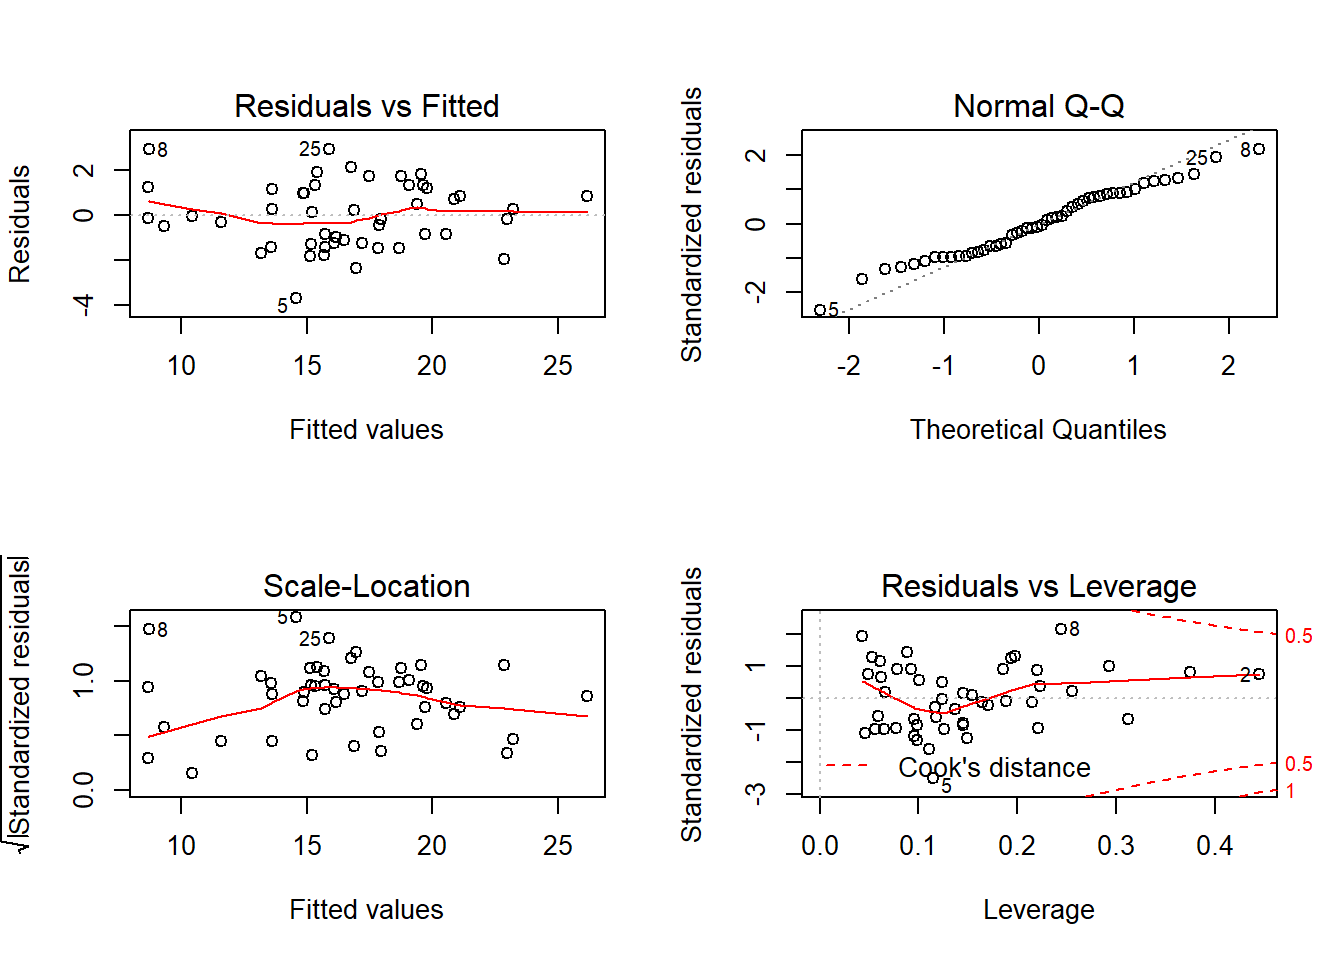 Residuals vs Fitted
Residuals
2
0
-4
8
25
5
10 15 20 25
Fitted values
Normal Q-Q
Standardized residuals
2
0
-2
25
8
5
-2 -1 0 1 2
Theoretical Quantiles
Scale-Location
√|Standardized residuals|
1.0
0.0
8
5
25
10 15 20 25
Fitted values
Residuals vs Leverage
Standardized residuals
1
-1
-3
8
2
5
0.5
0.5
1
Cook's distance
0.0 0.1 0.2 0.3 0.4
Leverage